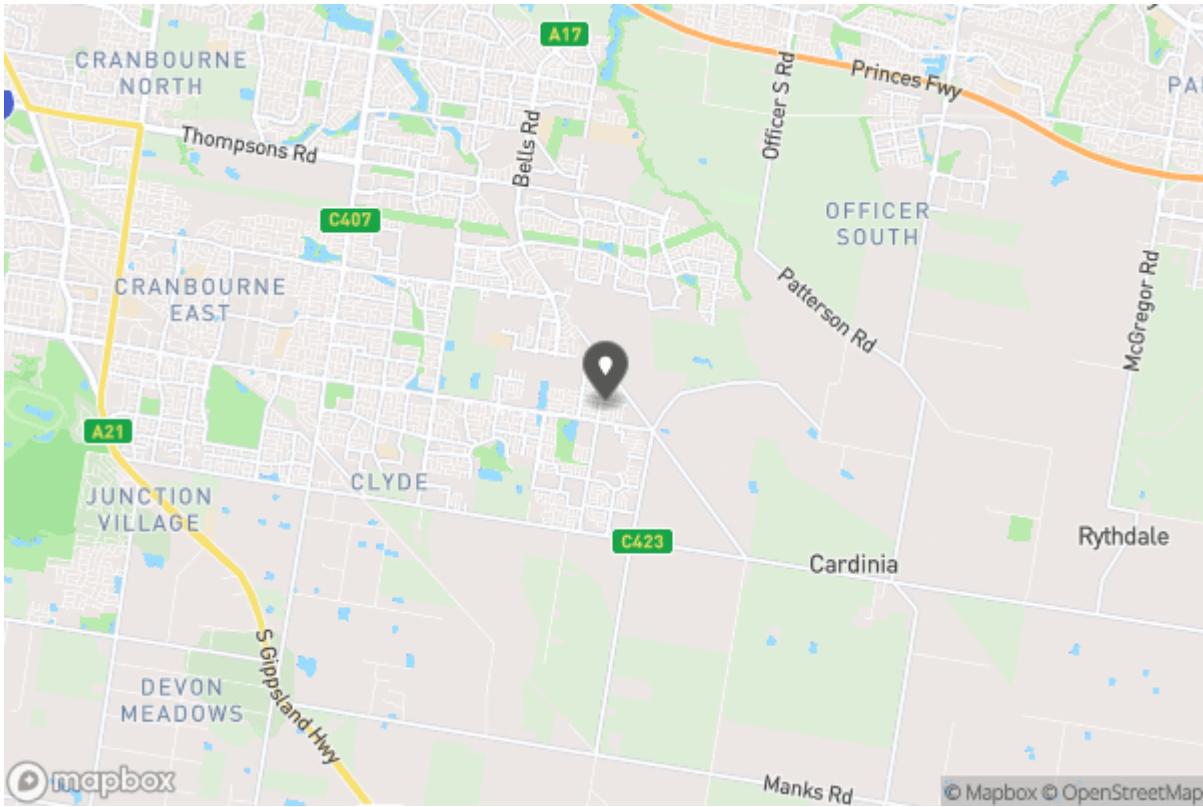 A17
CRANBOURNE
NORTH
Princes Fwy
Officer S Rd
Thompsons Rd
Bells Rd
C407
OFFICER
SOUTH
CRANBOURNE
EAST
Patterson Rd
McGregor Rd
A21
CLYDE
JUNCTION
VILLAGE
C423
Rythdale
Cardinia
S Gippsland Hwy
DEVON
MEADOWS
Manks Rd
mapbox
© Mapbox © OpenStreetMap